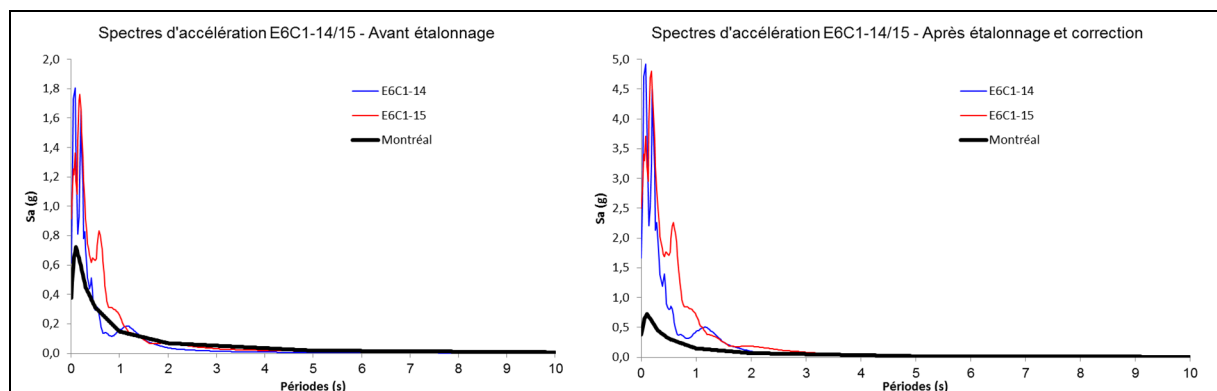 Spectres d'accélération E6C1-14/15 - Avant étalonnage
2,0
1,8
1,6
1,4
1,2
1,0
0,8
0,6
0,4
0,2
0,0
Sa (g)
0 1 2 3 4 5 6 7 8 9 10
Périodes (s)
E6C1-14
E6C1-15
Montréal
Spectres d'accélération E6C1-14/15 - Après étalonnage et correction
5,0
4,5
4,0
3,5
3,0
2,5
2,0
1,5
1,0
0,5
0,0
Sa (g)
0 1 2 3 4 5 6 7 8 9 10
Périodes (s)
E6C1-14
E6C1-15
Montréal